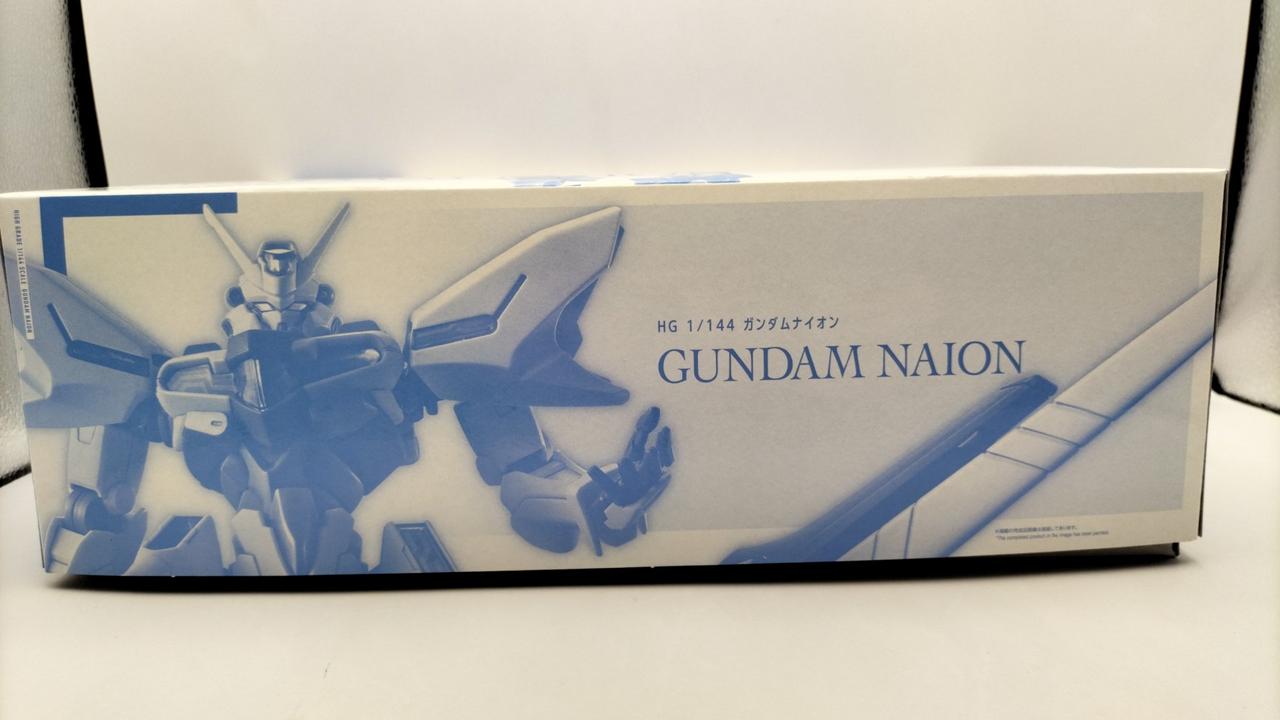 HIGH GRADE 1/144 SCALE GUNDAM NAION
HG 1/144 ガンダムナイオン
GUNDAM NAION
*The completed product in the image has been painted.